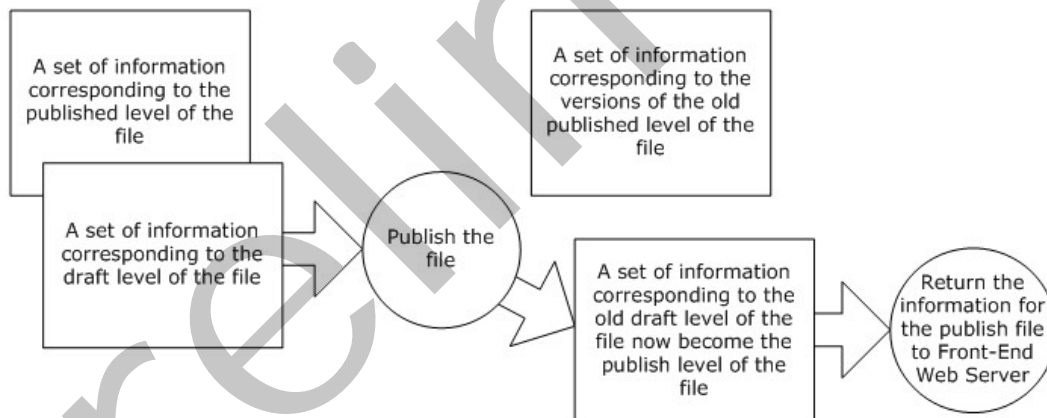 A set of information
corresponding to the
published level of the
file
A set of information
corresponding to the
versions of the old
published level of the
file
A set of information
corresponding to the
draft level of the file
Publish the
file
A set of information
corresponding to the
old draft level of the
file now become the
publish level of the
file
Return the
information for
the publish file
to Front-End
Web Server
relin